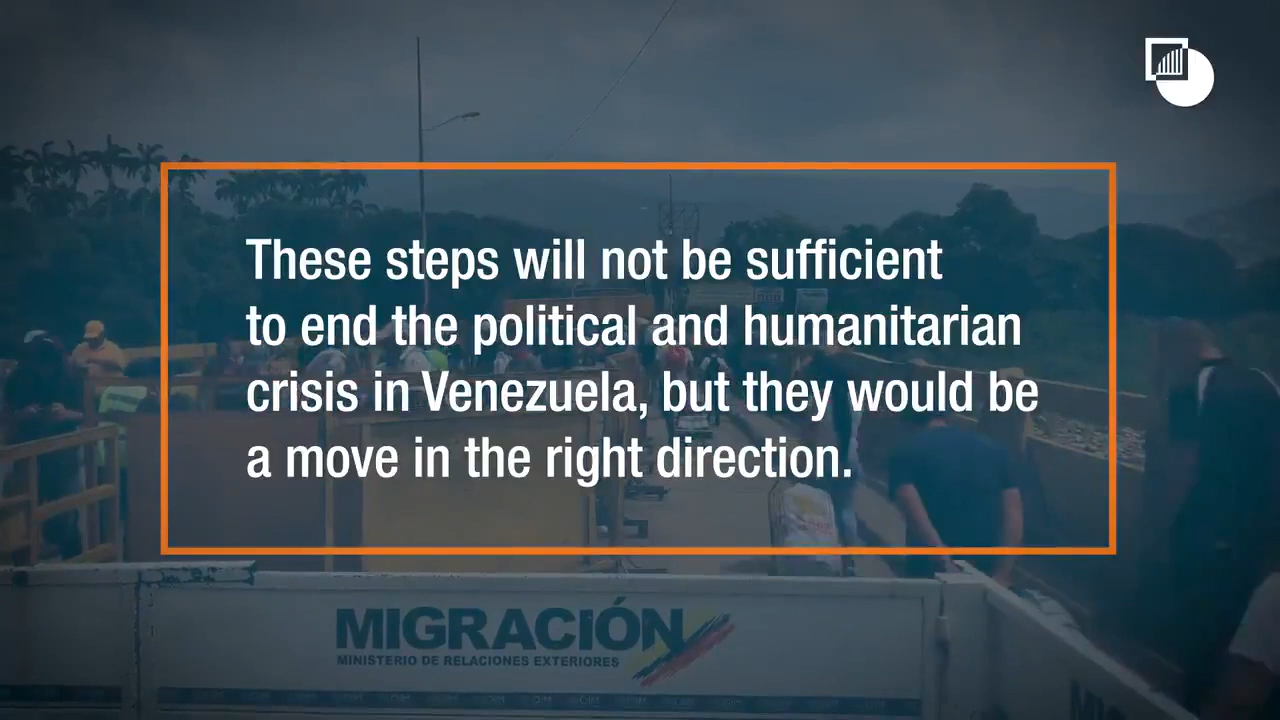 These steps will not be sufficient
to end the political and humanitarian
crisis in Venezuela, but they would be
a move in the right direction.
MIGRACIÓN
MINISTERIO DE RELACIONES EXTERIORES